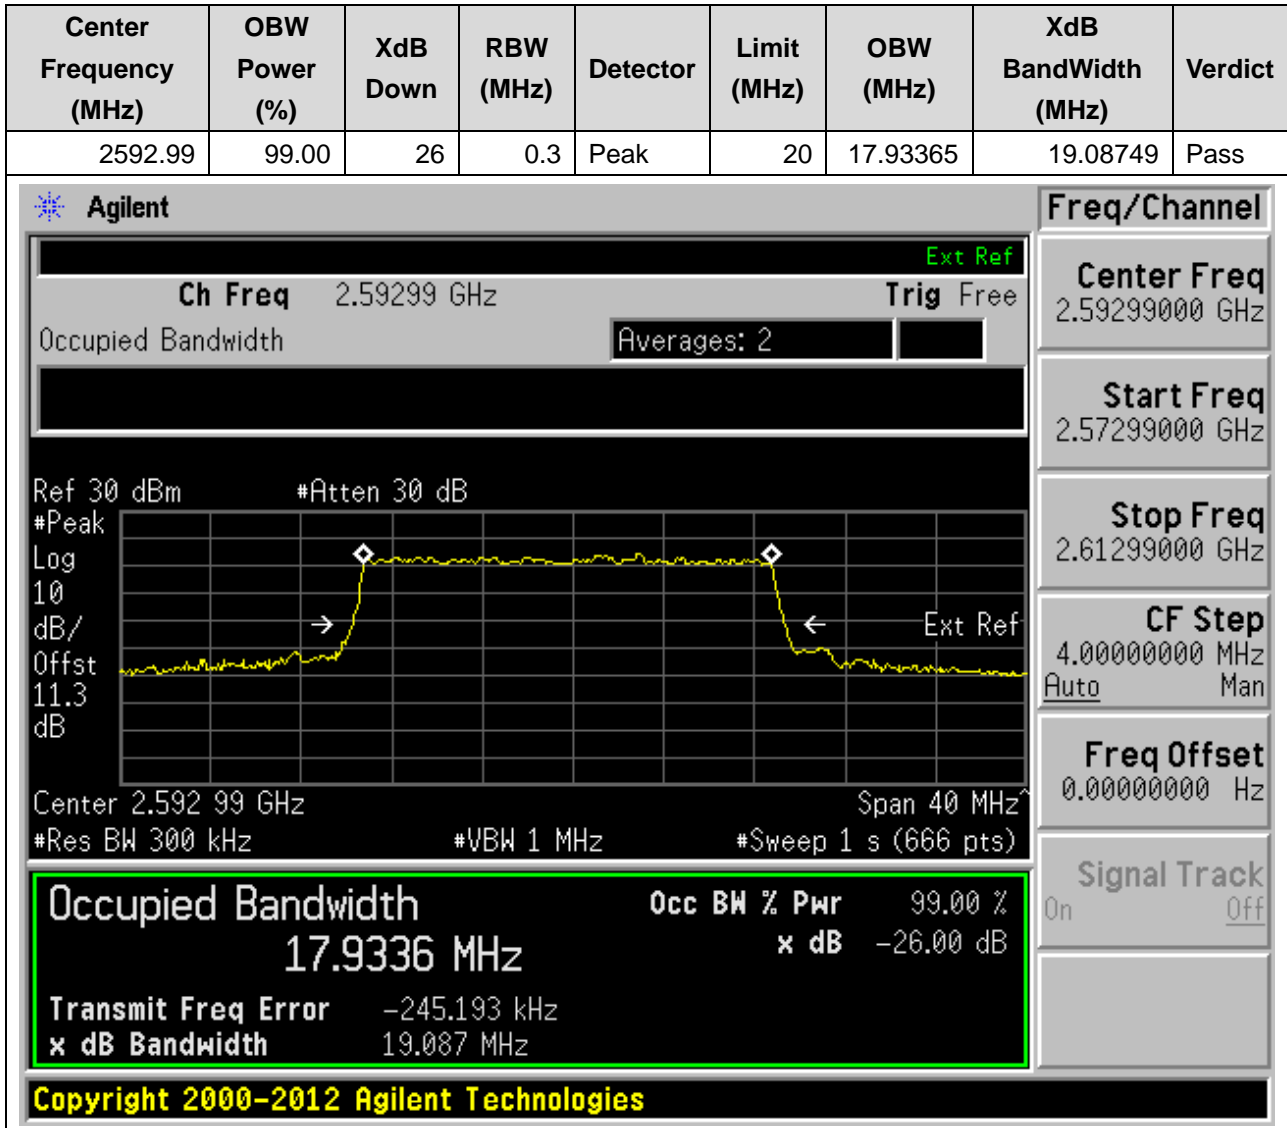 Center Frequency (MHz) OBW Power (%) XdB Down RBW (MHz) Detector Limit (MHz) OBW (MHz) XdB BandWidth (MHz) Verdict
2592.99 99.00 26 0.3 Peak 20 17.93365 19.08749 Pass
Agilent
Freq/Channel
Ext Ref
Ch Freq 2.59299 GHz Trig Free
Occupied Bandwidth Averages: 2
Center Freq
2.59299000 GHz
Start Freq
2.57299000 GHz
Stop Freq
2.61299000 GHz
CF Step
4.00000000 MHz
Auto Man
Freq Offset
0.00000000 Hz
Signal Track
On Off
Ref 30 dBm #Atten 30 dB
#Peak
Log
10
dB/
Offst
11.3
dB
Ext Ref
Center 2.592 99 GHz Span 40 MHz^
#Res BW 300 kHz #VBW 1 MHz #Sweep 1 s (666 pts)
Occupied Bandwidth
17.9336 MHz
Occ BW % Pwr 99.00 %
x dB -26.00 dB
Transmit Freq Error -245.193 kHz
x dB Bandwidth 19.087 MHz
Copyright 2000-2012 Agilent Technologies